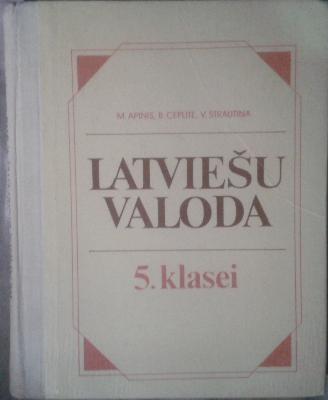 M. APINIS, B. CEPLĪTE, V. STRAUTIŅA
LATVIEŠU
VALODA
5. klasei